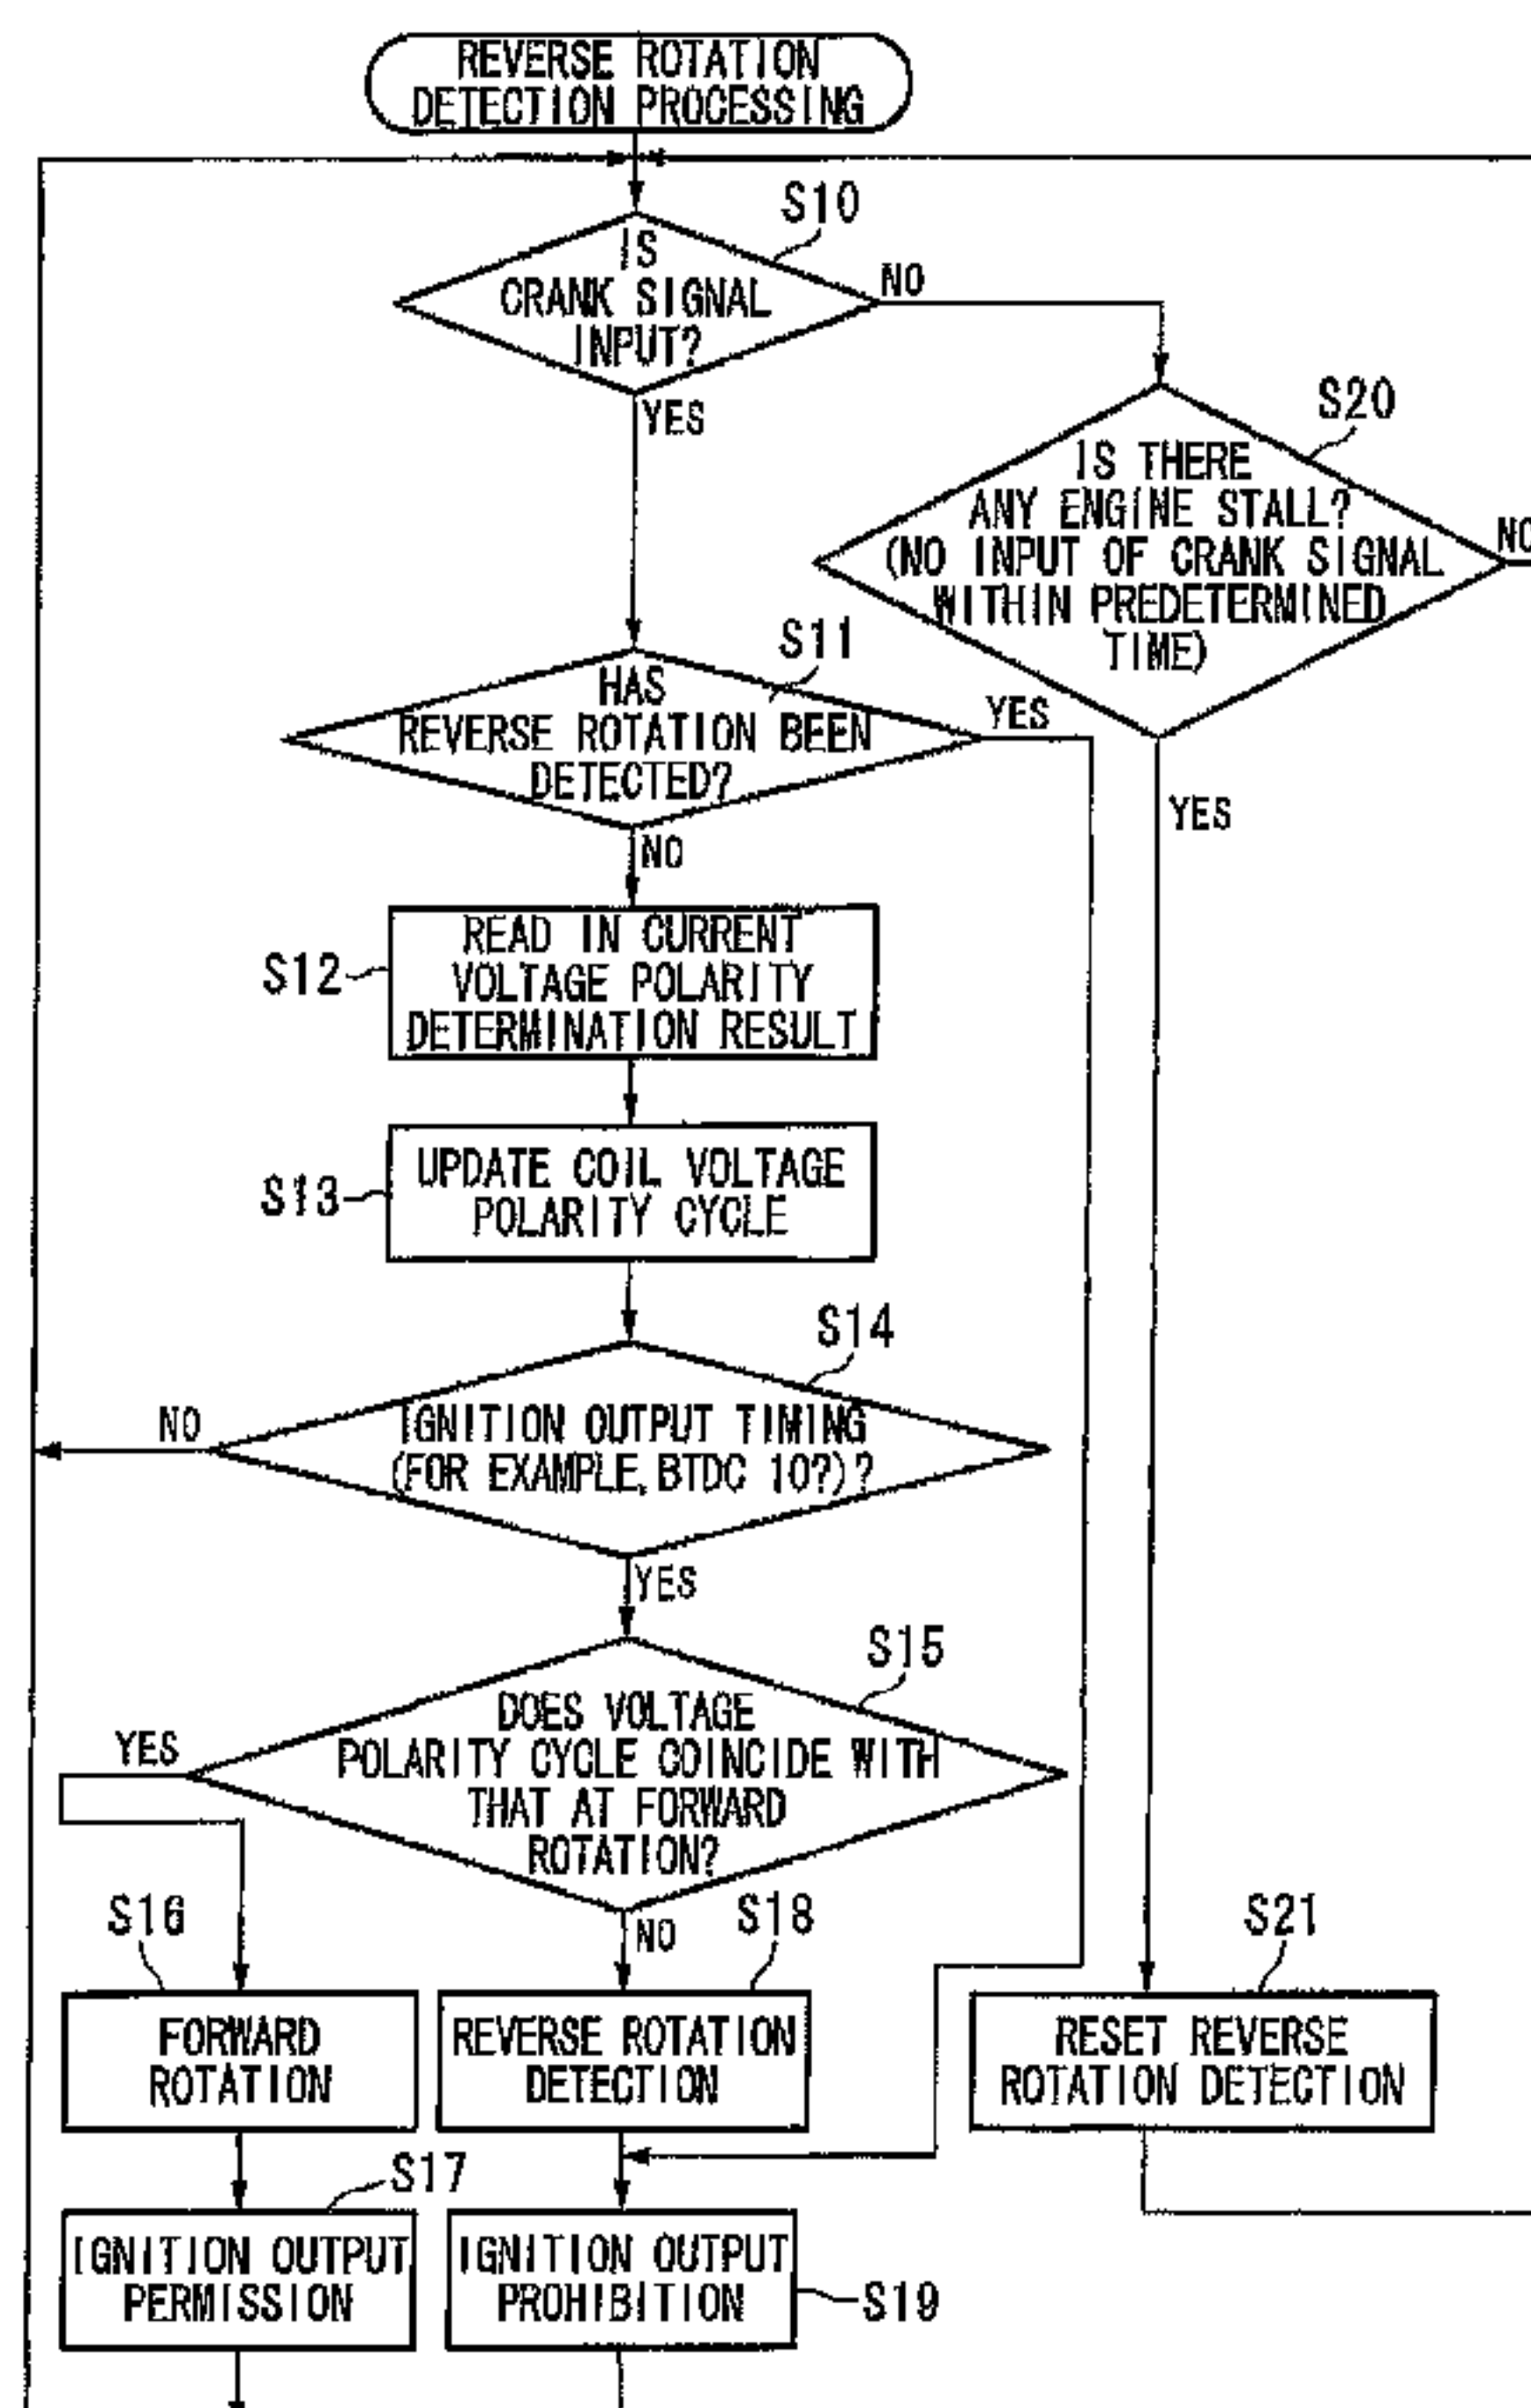 REVERSE ROTATION
DETECTION PROCESSING
S10
IS
CRANK SIGNAL
INPUT?
NO
YES
S20
IS THERE
ANY ENGINE STALL?
(NO INPUT OF CRANK SIGNAL
WITHIN PREDETERMINED
TIME)
NO
YES
S11
HAS
REVERSE ROTATION BEEN
DETECTED?
YES
NO
S12
READ IN CURRENT
VOLTAGE POLARITY
DETERMINATION RESULT
S13
UPDATE COIL VOLTAGE
POLARITY CYCLE
S14
IGNITION OUTPUT TIMING
(FOR EXAMPLE,BTDC 10?)?
NO
YES
S15
DOES VOLTAGE
POLARITY CYCLE COINCIDE WITH
THAT AT FORWARD
ROTATION?
YES
NO
S16
FORWARD
ROTATION
S18
REVERSE ROTATION
DETECTION
S21
RESET REVERSE
ROTATION DETECTION
S17
IGNITION OUTPUT
PERMISSION
IGNITION OUTPUT
PROHIBITION
S19